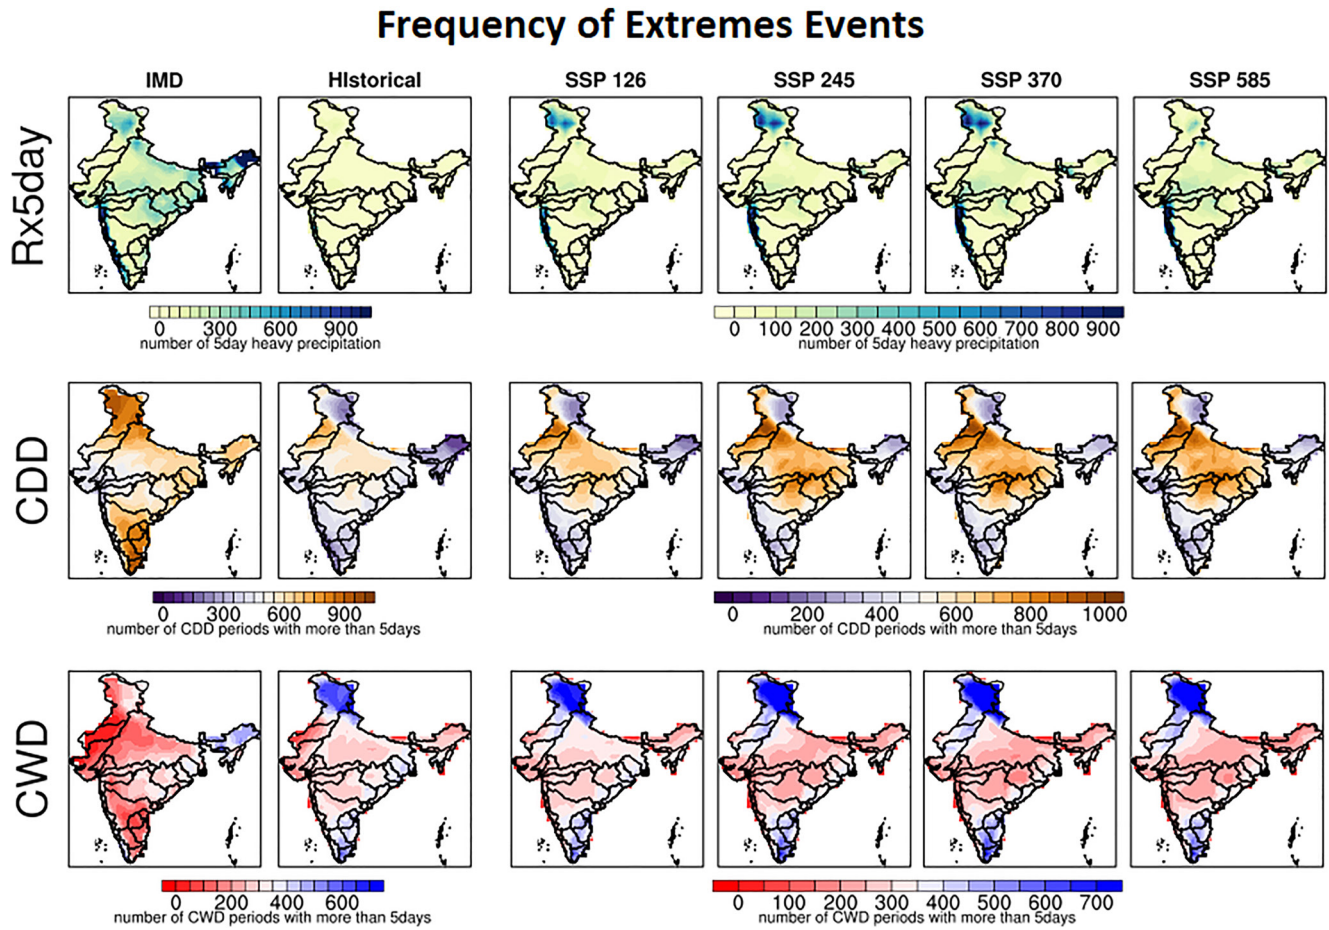 Frequency of Extremes Events
IMD HIstorical SSP 126 SSP 245 SSP 370 SSP 585
Rx5day
0 300 600 900
number of 5day heavy precipitation
0 100 200 300 400 500 600 700 800 900
number of 5day heavy precipitation
CDD
0 300 600 900
number of CDD periods with more than 5days
0 200 400 600 800 1000
number of CDD periods with more than 5days
CWD
0 200 400 600
number of CWD periods with more than 5days
0 100 200 300 400 500 600 700
number of CWD periods with more than 5days